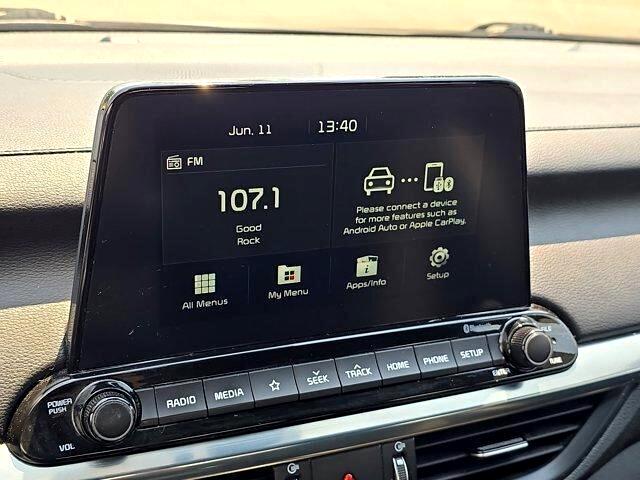 Jun. 11 13:40
FM
107.1
Good
Rock
Please connect a device
for more features such as
Android Auto or Apple CarPlay.
All Menus My Menu Apps/Info Setup
POWER
PUSH
VOL
RADIO MEDIA SEEK TRACK HOME PHONE SETUP
FILE
TUNE